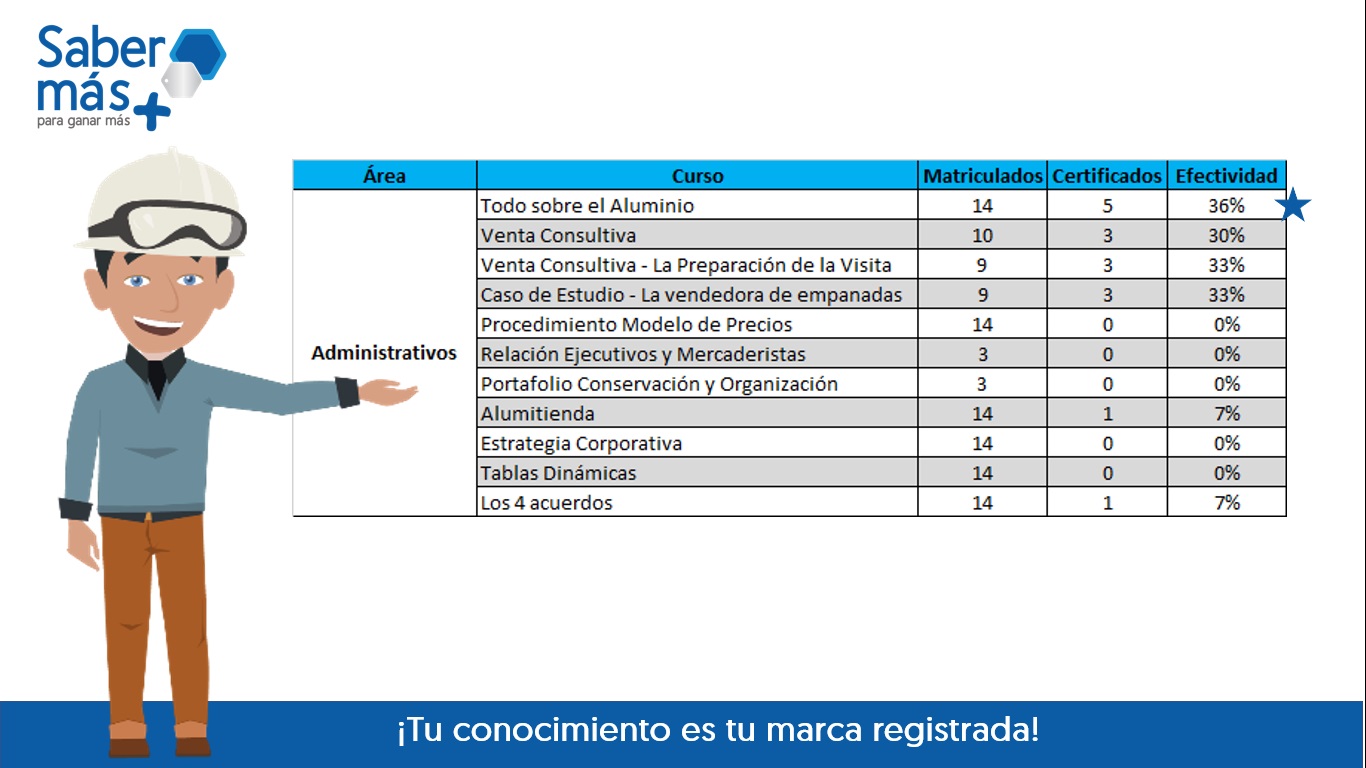 Saber
más
para ganar más
Área Curso Matriculados Certificados Efectividad
Todo sobre el Aluminio 14 5 36%
Venta Consultiva 10 3 30%
Venta Consultiva - La Preparación de la Visita 9 3 33%
Caso de Estudio - La vendedora de empanadas 9 3 33%
Procedimiento Modelo de Precios 14 0 0%
Administrativos Relación Ejecutivos y Mercaderistas 3 0 0%
Portafolio Conservación y Organización 3 0 0%
Alumitienda 14 1 7%
Estrategia Corporativa 14 0 0%
Tablas Dinámicas 14 0 0%
Los 4 acuerdos 14 1 7%
¡Tu conocimiento es tu marca registrada!